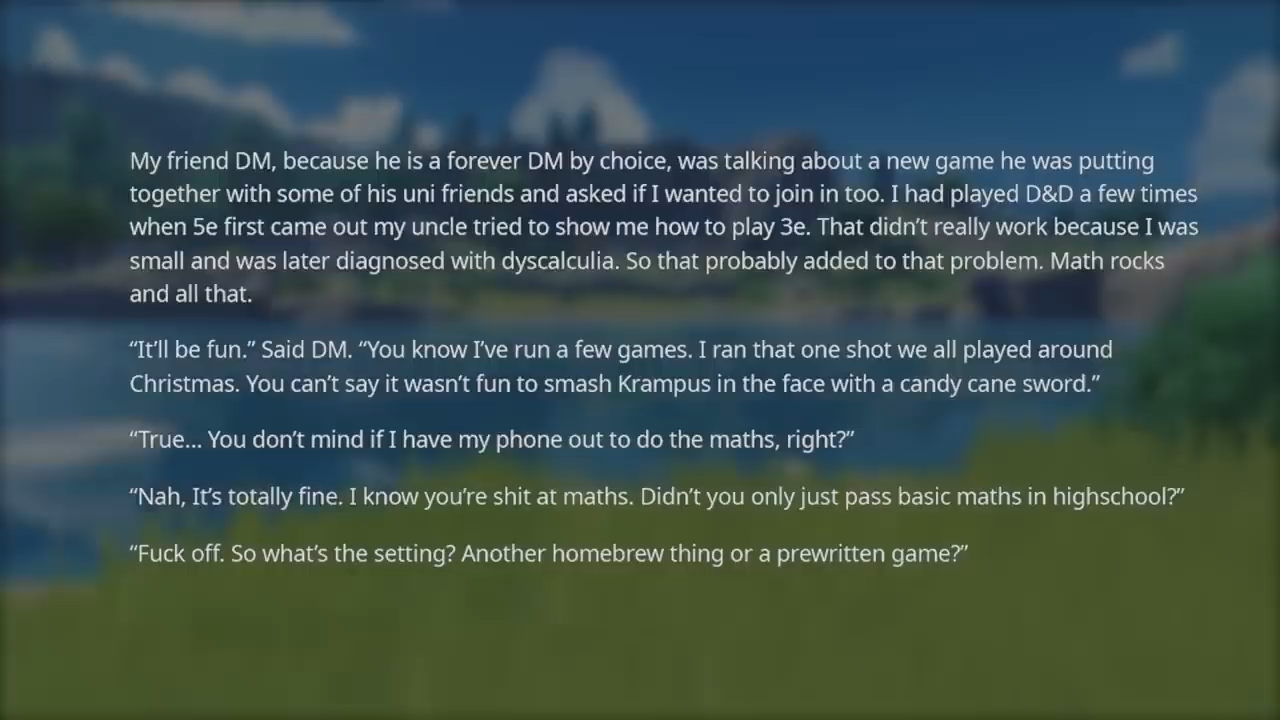 My friend DM, because he is a forever DM by choice, was talking about a new game he was putting
together with some of his uni friends and asked if I wanted to join in too. I had played D&D a few times
when 5e first came out my uncle tried to show me how to play 3e. That didn’t really work because I was
small and was later diagnosed with dyscalculia. So that probably added to that problem. Math rocks
and all that.
“It’ll be fun.” Said DM. “You know I’ve run a few games. I ran that one shot we all played around
Christmas. You can’t say it wasn’t fun to smash Krampus in the face with a candy cane sword.”
“True... You don’t mind if I have my phone out to do the maths, right?”
“Nah, It’s totally fine. I know you’re shit at maths. Didn’t you only just pass basic maths in highschool?”
“Fuck off. So what’s the setting? Another homebrew thing or a prewritten game?”